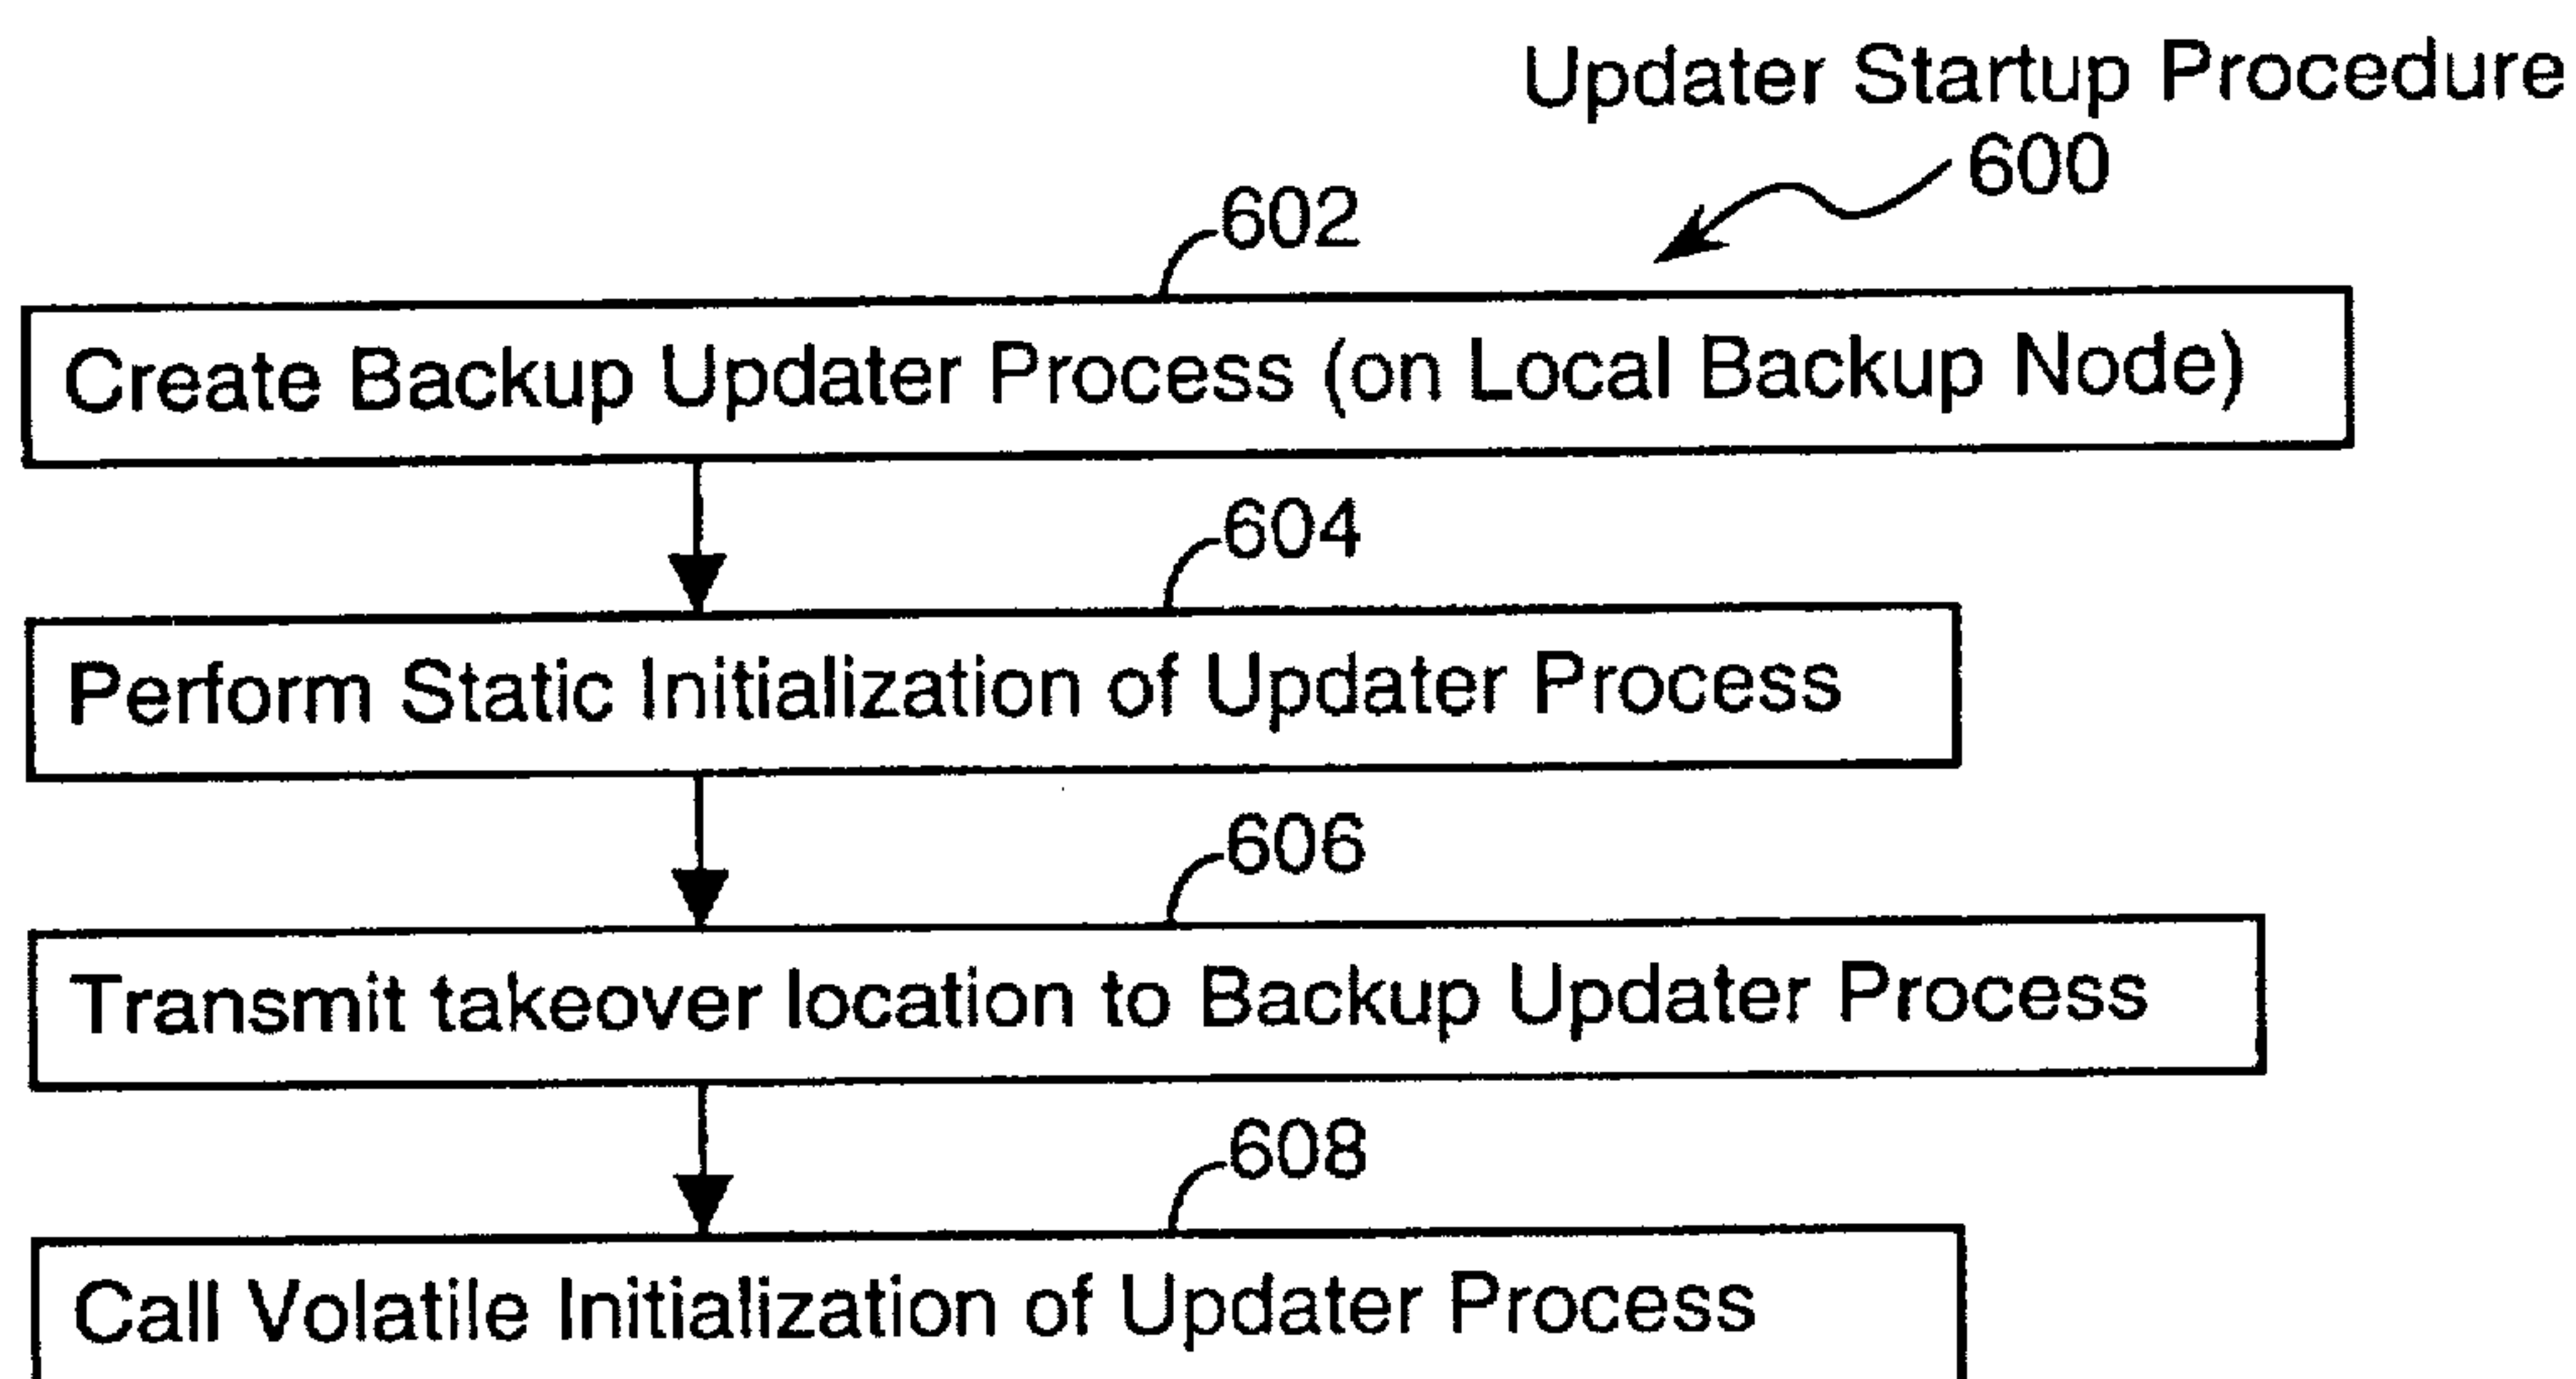 Updater Startup Procedure
600
602
Create Backup Updater Process (on Local Backup Node)
604
Perform Static Initialization of Updater Process
606
Transmit takeover location to Backup Updater Process
608
Call Volatile Initialization of Updater Process